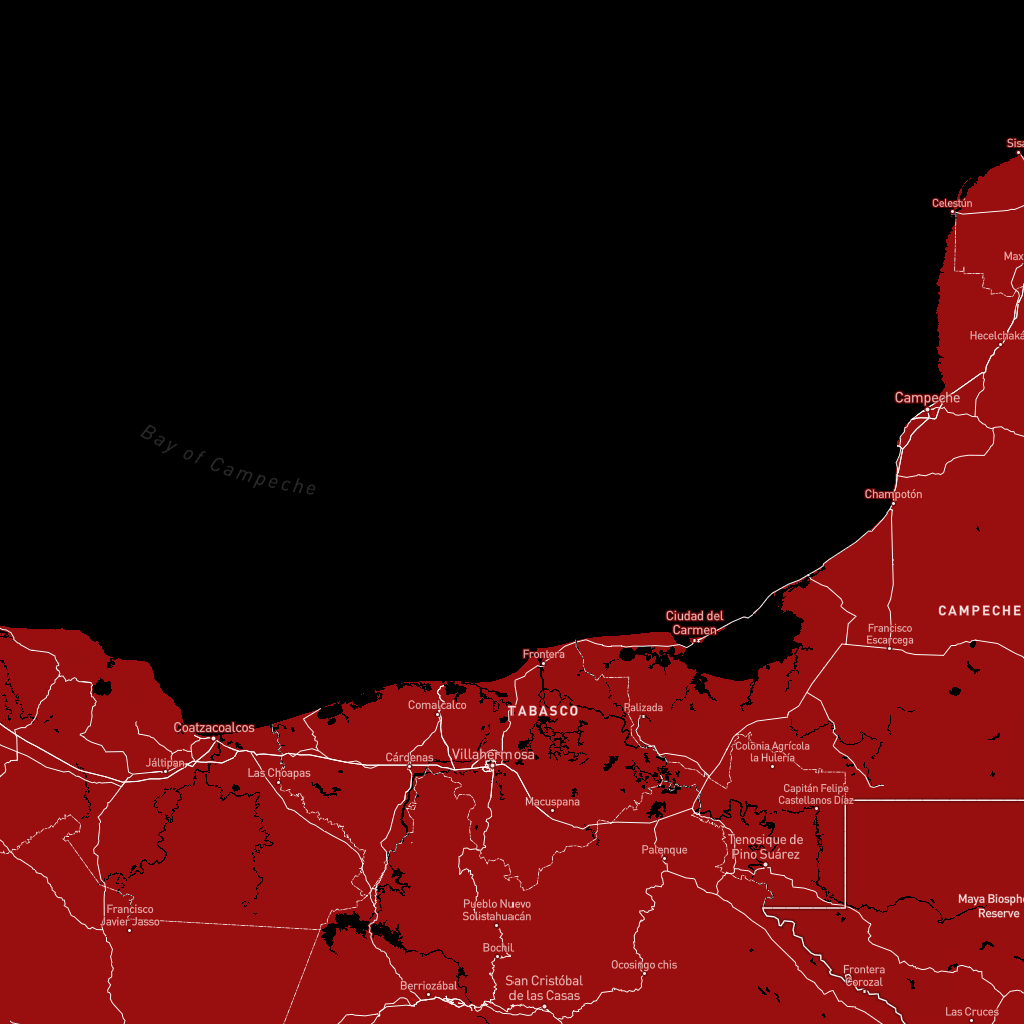 Sisa
Celestún
Max
Hecelchaká
Campeche
Bay of Campeche
Champotón
CAMPECHE
Ciudad del
Carmen
Francisco
Escarcega
Frontera
Comalcalco
TABASCO
Palizada
Coatzacoalcos
Jáltipan
Las Choapas
Cárdenas
Villahermosa
Colonia Agrícola
la Hulería
Macuspana
Capitán Felipe
Castellanos Díaz
Palenque
Tenosique de
Pino Suárez
Francisco
Javier Jasso
Pueblo Nuevo
Solistahuacán
Maya Biosphe
Reserve
Bochil
Ocosingo chis
Berriozábal
San Cristóbal
de las Casas
Frontera
Corozal
Las Cruces